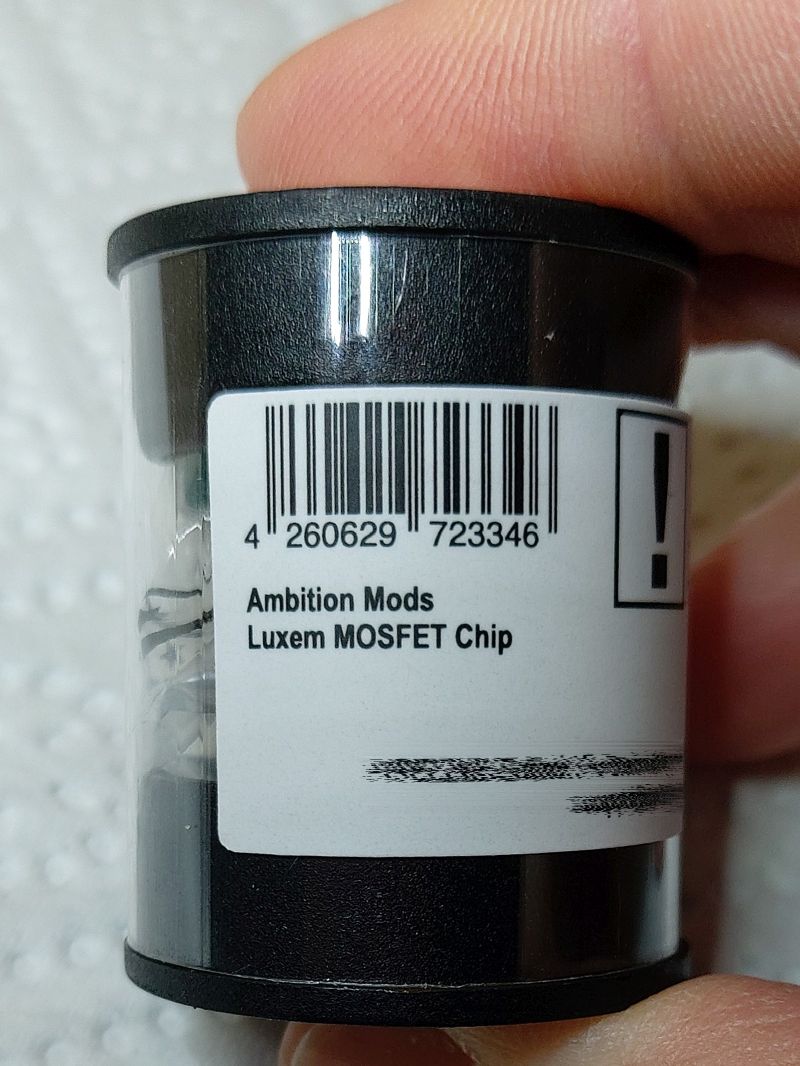 4 260629 723346
!
Ambition Mods
Luxem MOSFET Chip